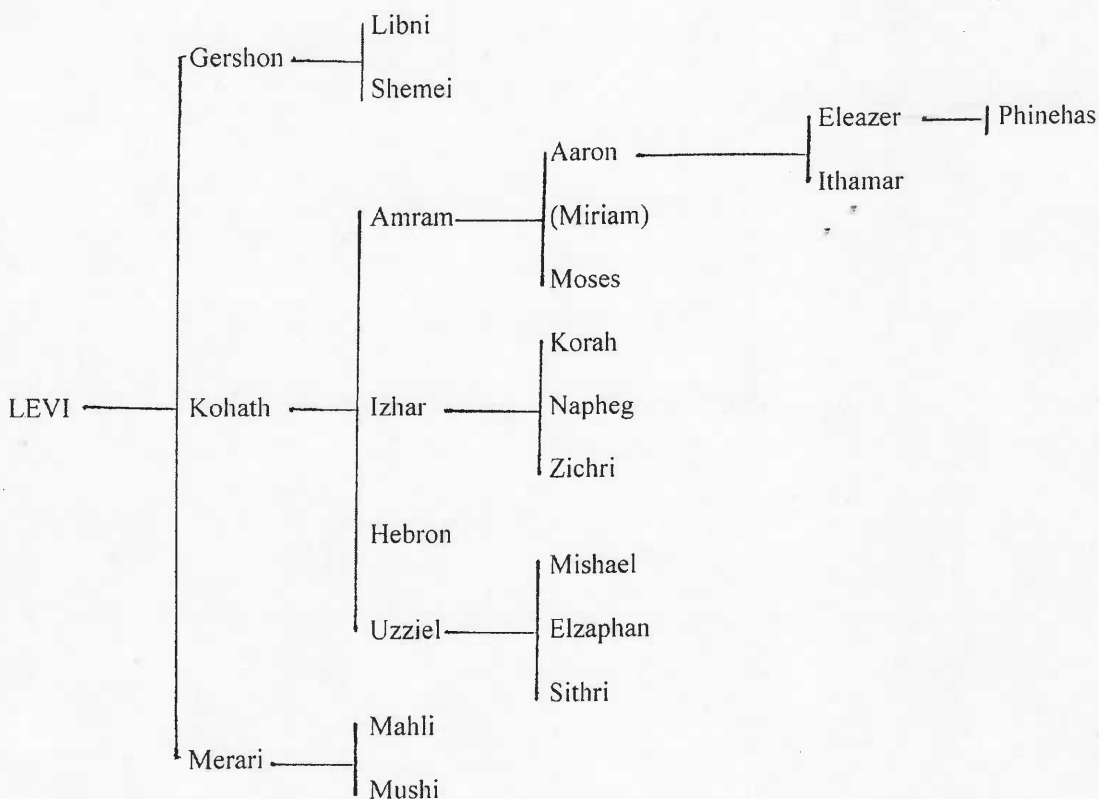 Libni
Gershon
Shemei
Eleazer
Phinehas
Aaron
Ithamar
Amram
(Miriam)
Moses
Korah
LEVI
Kohath
Izhar
Napheg
Zichri
Hebron
Mishael
Uzziel
Elzaphan
Sithri
Mahli
Merari
Mushi